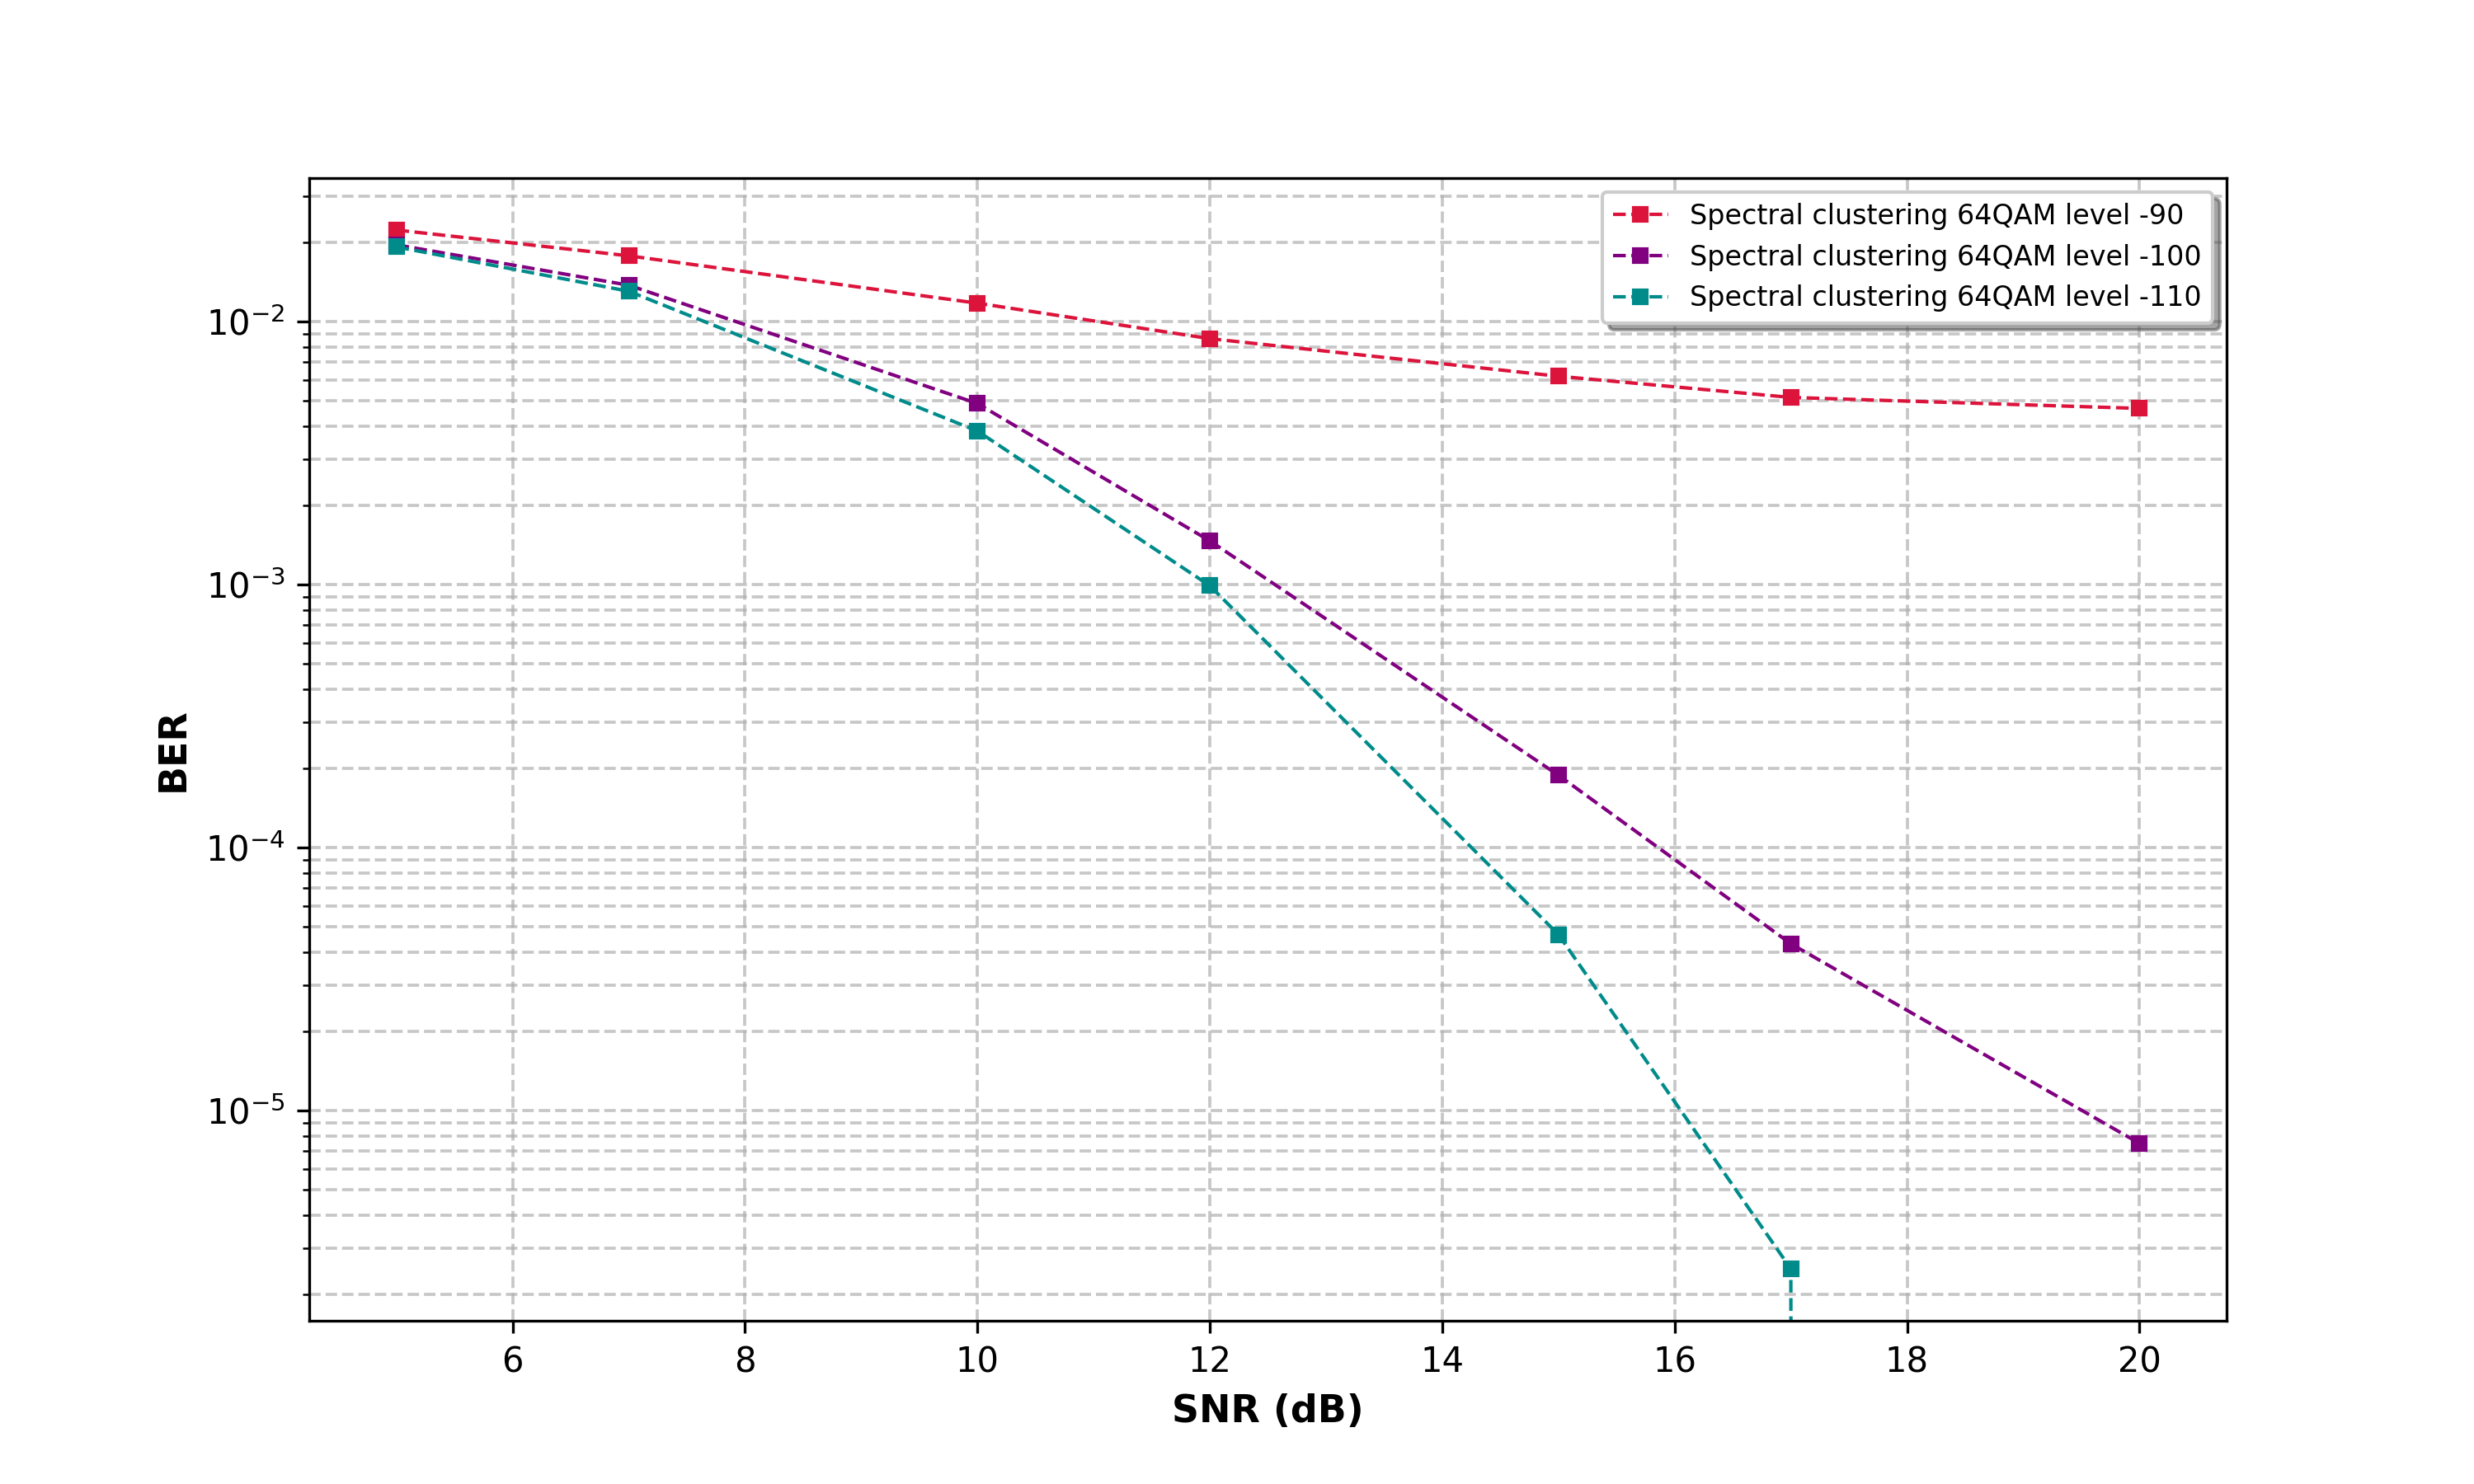 Spectral clustering 64QAM level -90
Spectral clustering 64QAM level -100
Spectral clustering 64QAM level -110
BER
10⁻²
10⁻³
10⁻⁴
10⁻⁵
6 8 10 12 14 16 18 20
SNR (dB)